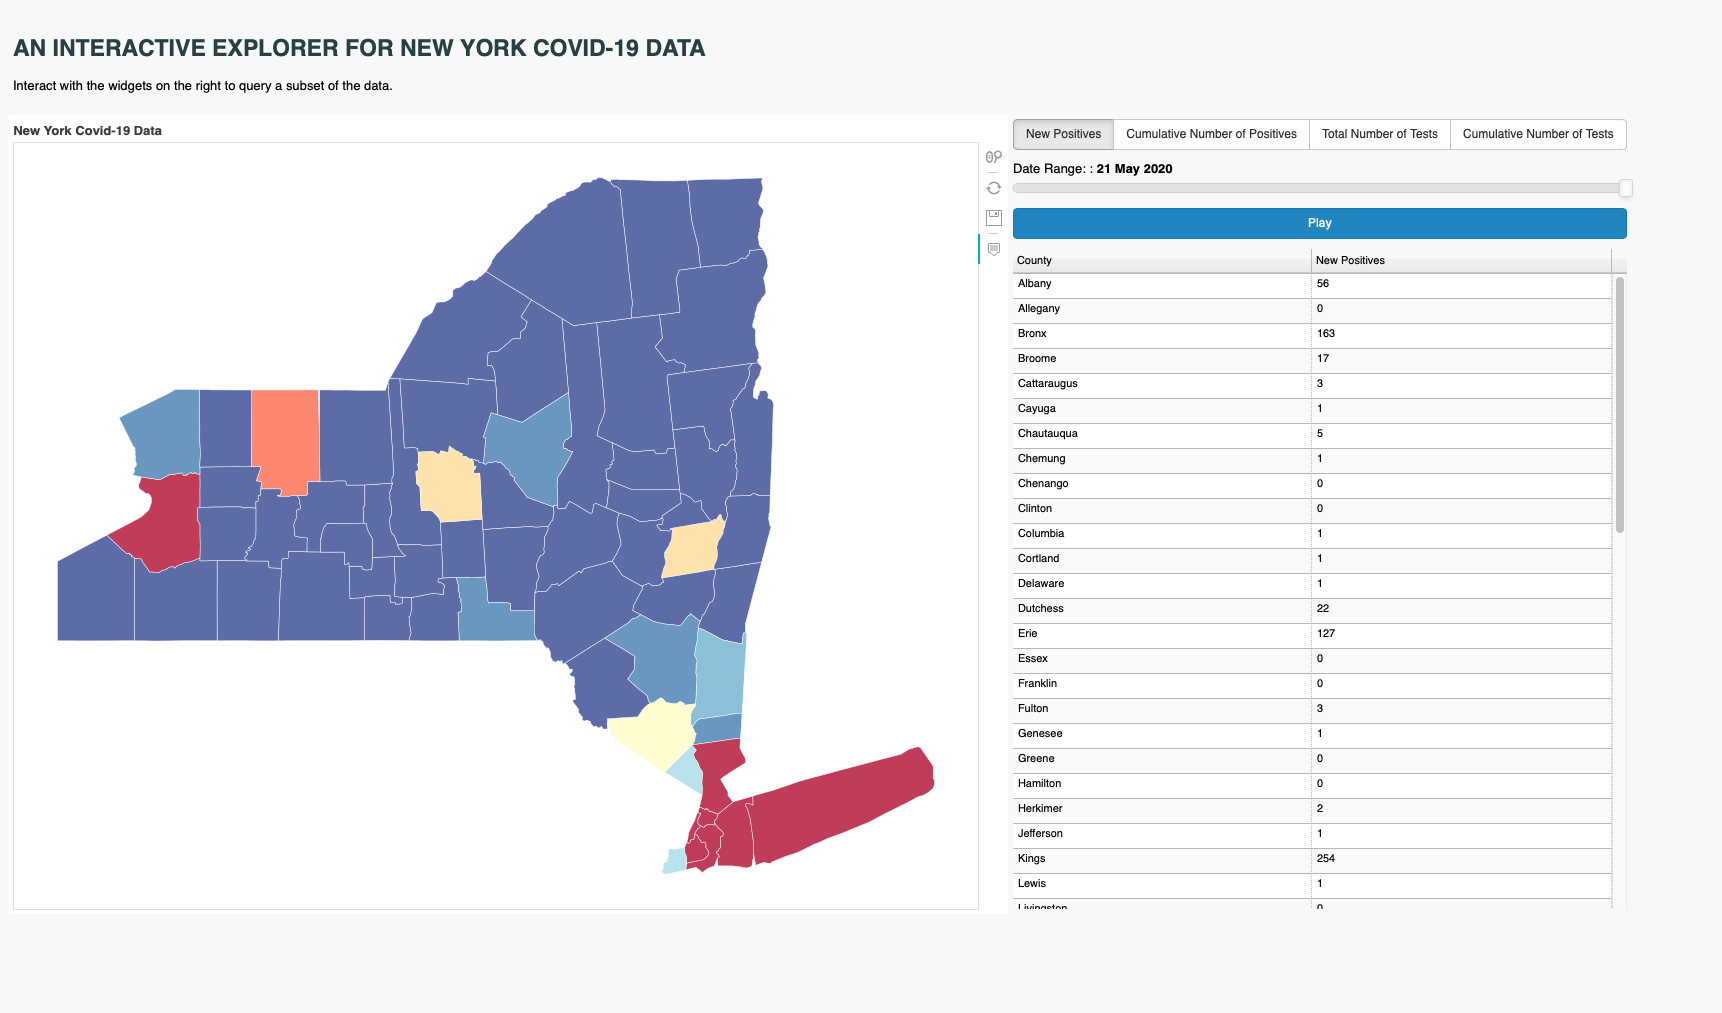 AN INTERACTIVE EXPLORER FOR NEW YORK COVID-19 DATA
Interact with the widgets on the right to query a subset of the data.
New York Covid-19 Data
New Positives Cumulative Number of Positives Total Number of Tests Cumulative Number of Tests
Date Range: : 21 May 2020
Play
County New Positives
Albany 56
Allegany 0
Bronx 163
Broome 17
Cattaraugus 3
Cayuga 1
Chautauqua 5
Chemung 1
Chenango 0
Clinton 0
Columbia 1
Cortland 1
Delaware 1
Dutchess 22
Erie 127
Essex 0
Franklin 0
Fulton 3
Genesee 1
Greene 0
Hamilton 0
Herkimer 2
Jefferson 1
Kings 254
Lewis 1
Livingston 0